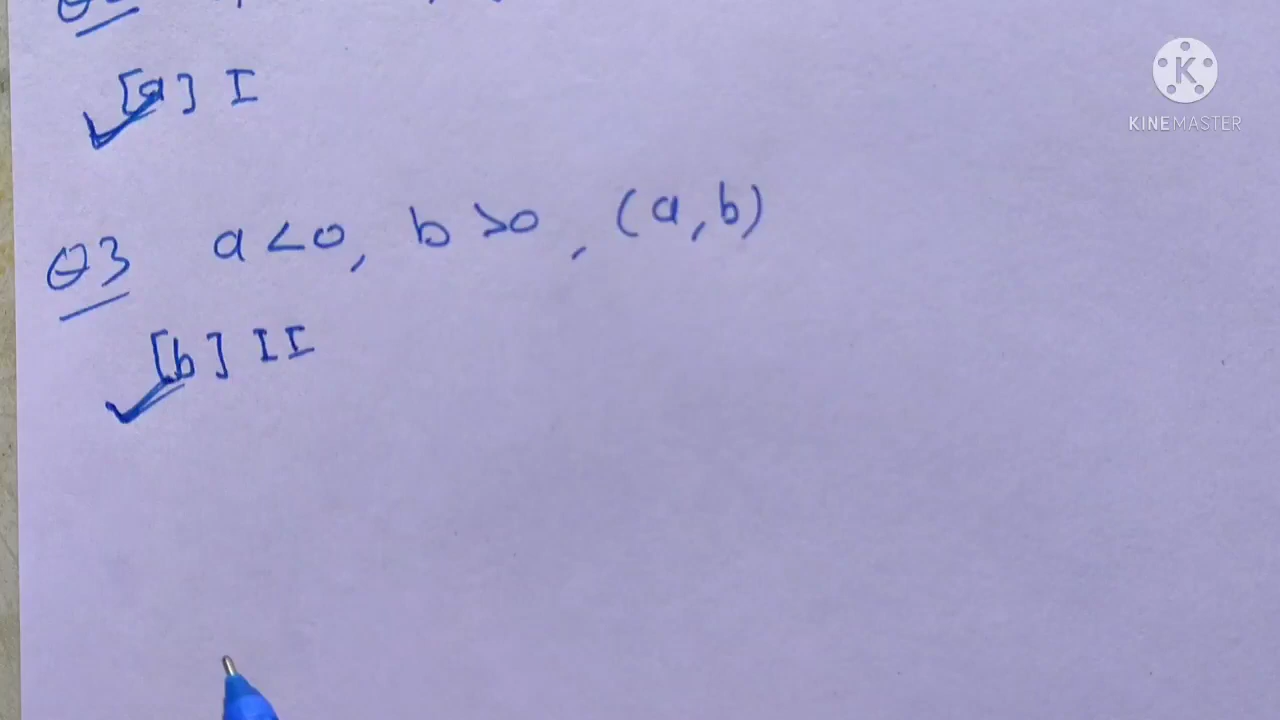 [a] I
Q3 a<0, b>0, (a,b)
[b] II
K
KINEMASTER